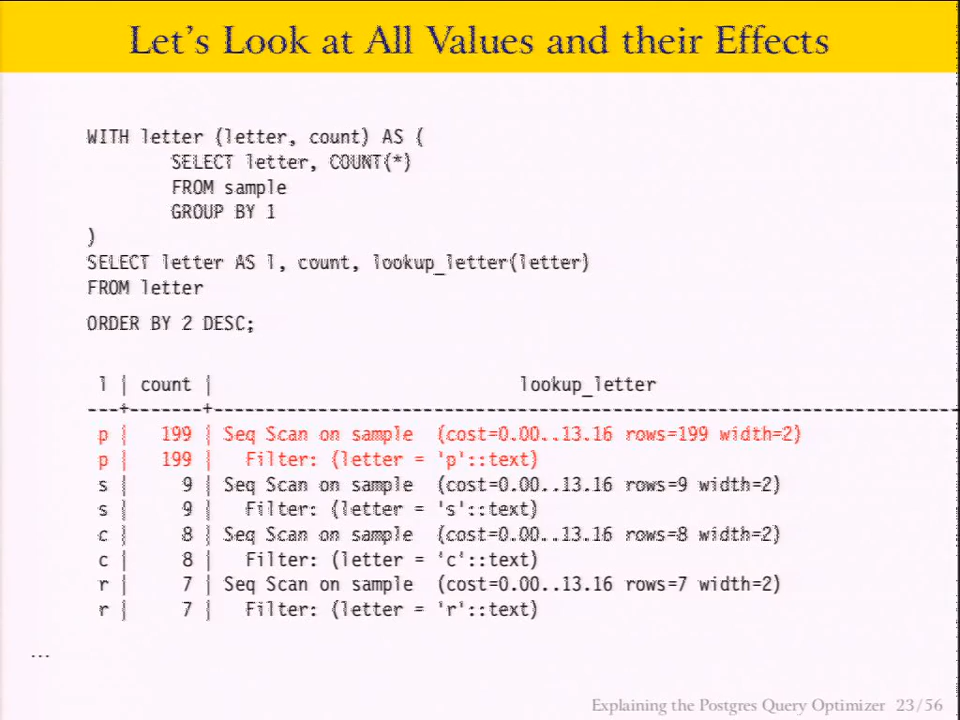 Let's Look at All Values and their Effects
WITH letter (letter, count) AS (
        SELECT letter, COUNT(*)
        FROM sample
        GROUP BY 1
)
SELECT letter AS l, count, lookup_letter(letter)
FROM letter
ORDER BY 2 DESC;
 l | count |                             lookup_letter
---+-------+-----------------------------------------------------------------------
 p |   199 | Seq Scan on sample  (cost=0.00..13.16 rows=199 width=2)
 p |   199 |   Filter: (letter = 'p'::text)
 s |     9 | Seq Scan on sample  (cost=0.00..13.16 rows=9 width=2)
 s |     9 |   Filter: (letter = 's'::text)
 c |     8 | Seq Scan on sample  (cost=0.00..13.16 rows=8 width=2)
 c |     8 |   Filter: (letter = 'c'::text)
 r |     7 | Seq Scan on sample  (cost=0.00..13.16 rows=7 width=2)
 r |     7 |   Filter: (letter = 'r'::text)
...
Explaining the Postgres Query Optimizer 23/56